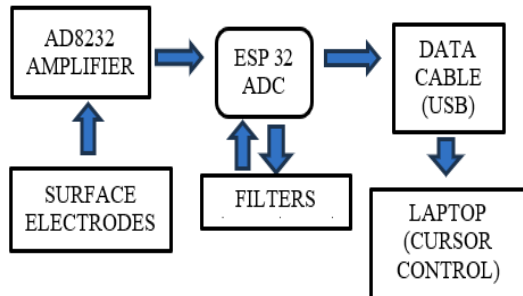 AD8232
AMPLIFIER
ESP 32
ADC
DATA
CABLE
(USB)
SURFACE
ELECTRODES
FILTERS
LAPTOP
(CURSOR
CONTROL)